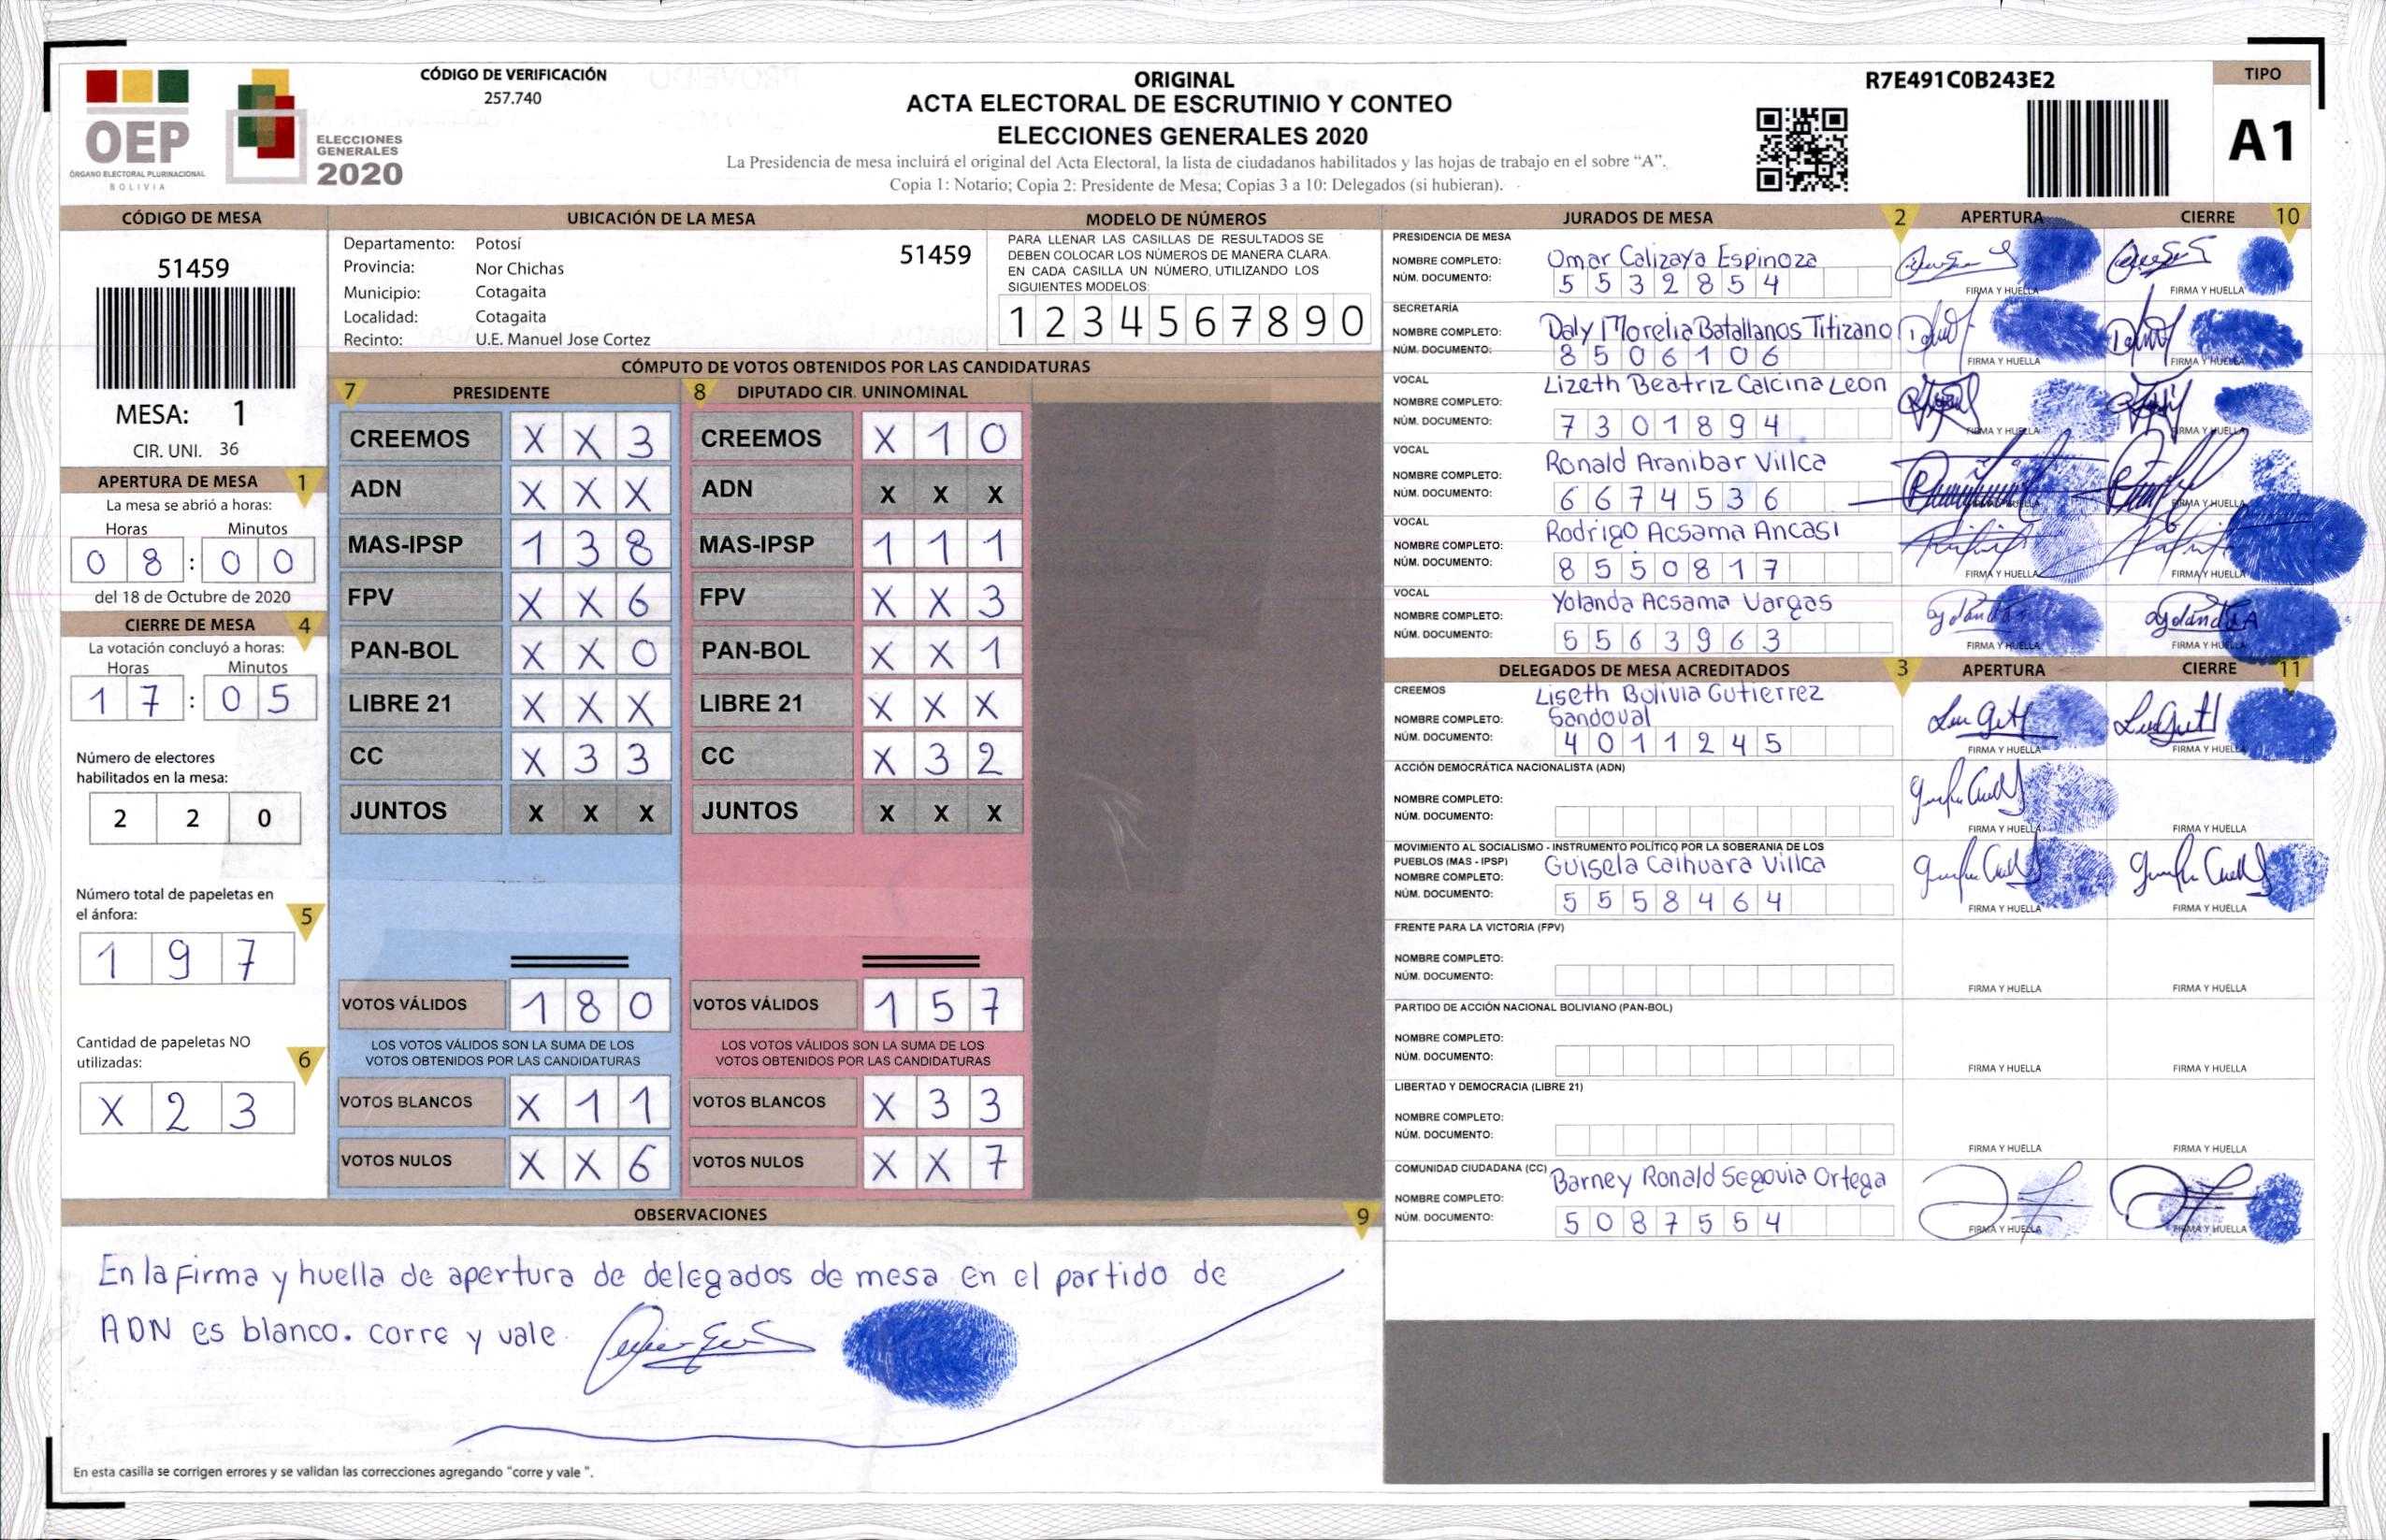 OEP
ÓRGANO ELECTORAL PLURINACIONAL
BOLIVIA
ELECCIONES
GENERALES
2020
CÓDIGO DE VERIFICACIÓN
257.740
ORIGINAL
ACTA ELECTORAL DE ESCRUTINIO Y CONTEO
ELECCIONES GENERALES 2020
La Presidencia de mesa incluirá el original del Acta Electoral, la lista de ciudadanos habilitados y las hojas de trabajo en el sobre “A”.
Copia 1: Notario; Copia 2: Presidente de Mesa; Copias 3 a 10: Delegados (si hubieran).
R7E491C0B243E2
TIPO
A1
CÓDIGO DE MESA
51459
MESA: 1
CIR. UNI. 36
APERTURA DE MESA 1
La mesa se abrió a horas:
Horas Minutos
0 8 : 0 0
del 18 de Octubre de 2020
CIERRE DE MESA 4
La votación concluyó a horas:
Horas Minutos
1 7 : 0 5
Número de electores
habilitados en la mesa:
2 2 0
Número total de papeletas en
el ánfora: 5
1 9 7
Cantidad de papeletas NO
utilizadas: 6
X 2 3
UBICACIÓN DE LA MESA
Departamento: Potosí 51459
Provincia: Nor Chichas
Municipio: Cotagaita
Localidad: Cotagaita
Recinto: U.E. Manuel Jose Cortez
MODELO DE NÚMEROS
PARA LLENAR LAS CASILLAS DE RESULTADOS SE
DEBEN COLOCAR LOS NÚMEROS DE MANERA CLARA.
EN CADA CASILLA UN NÚMERO, UTILIZANDO LOS
SIGUIENTES MODELOS:
1 2 3 4 5 6 7 8 9 0
CÓMPUTO DE VOTOS OBTENIDOS POR LAS CANDIDATURAS
7 PRESIDENTE
CREEMOS X X 3
ADN X X X
MAS-IPSP 1 3 8
FPV X X 6
PAN-BOL X X 0
LIBRE 21 X X X
CC X 3 3
JUNTOS X X X
VOTOS VÁLIDOS 1 8 0
LOS VOTOS VÁLIDOS SON LA SUMA DE LOS
VOTOS OBTENIDOS POR LAS CANDIDATURAS
VOTOS BLANCOS X 1 1
VOTOS NULOS X X 6
8 DIPUTADO CIR. UNINOMINAL
CREEMOS X 1 0
ADN X X X
MAS-IPSP 1 1 1
FPV X X 3
PAN-BOL X X 1
LIBRE 21 X X X
CC X 3 2
JUNTOS X X X
VOTOS VÁLIDOS 1 5 7
LOS VOTOS VÁLIDOS SON LA SUMA DE LOS
VOTOS OBTENIDOS POR LAS CANDIDATURAS
VOTOS BLANCOS X 3 3
VOTOS NULOS X X 7
OBSERVACIONES 9
En la Firma y huella de apertura de delegados de mesa en el partido de
ADN es blanco. corre y vale
En esta casilla se corrigen errores y se validan las correcciones agregando “corre y vale ”.
JURADOS DE MESA 2 APERTURA CIERRE 10
PRESIDENCIA DE MESA
NOMBRE COMPLETO: Omar Calizaya Espinoza
NÚM. DOCUMENTO: 5 5 3 2 8 5 4
FIRMA Y HUELLA FIRMA Y HUELLA
SECRETARÍA
NOMBRE COMPLETO: Daly Morelia Batallanos Titizano
NÚM. DOCUMENTO: 8 5 0 6 1 0 6
FIRMA Y HUELLA FIRMA Y HUELLA
VOCAL
NOMBRE COMPLETO: Lizeth Beatriz Calcina Leon
NÚM. DOCUMENTO: 7 3 0 1 8 9 4
FIRMA Y HUELLA FIRMA Y HUELLA
VOCAL
NOMBRE COMPLETO: Ronald Aranibar Villca
NÚM. DOCUMENTO: 6 6 7 4 5 3 6
FIRMA Y HUELLA
VOCAL
NOMBRE COMPLETO: Rodrigo Acsama Ancasi
NÚM. DOCUMENTO: 8 5 5 0 8 1 7
FIRMA Y HUELLA FIRMA Y HUELLA
VOCAL
NOMBRE COMPLETO: Yolanda Acsama Vargas
NÚM. DOCUMENTO: 5 5 6 3 9 6 3
FIRMA Y HUELLA FIRMA Y HUELLA
DELEGADOS DE MESA ACREDITADOS 3 APERTURA CIERRE 11
CREEMOS
NOMBRE COMPLETO: Liseth Bolivia Gutierrez
Sandoval
NÚM. DOCUMENTO: 4 0 1 1 2 4 5
FIRMA Y HUELLA FIRMA Y HUELLA
ACCIÓN DEMOCRÁTICA NACIONALISTA (ADN)
NOMBRE COMPLETO:
NÚM. DOCUMENTO:
FIRMA Y HUELLA FIRMA Y HUELLA
MOVIMIENTO AL SOCIALISMO - INSTRUMENTO POLÍTICO POR LA SOBERANIA DE LOS
PUEBLOS (MAS - IPSP)
NOMBRE COMPLETO: Guisela Caihuara Villca
NÚM. DOCUMENTO: 5 5 5 8 4 6 4
FIRMA Y HUELLA FIRMA Y HUELLA
FRENTE PARA LA VICTORIA (FPV)
NOMBRE COMPLETO:
NÚM. DOCUMENTO:
FIRMA Y HUELLA FIRMA Y HUELLA
PARTIDO DE ACCIÓN NACIONAL BOLIVIANO (PAN-BOL)
NOMBRE COMPLETO:
NÚM. DOCUMENTO:
FIRMA Y HUELLA FIRMA Y HUELLA
LIBERTAD Y DEMOCRACIA (LIBRE 21)
NOMBRE COMPLETO:
NÚM. DOCUMENTO:
FIRMA Y HUELLA FIRMA Y HUELLA
COMUNIDAD CIUDADANA (CC)
NOMBRE COMPLETO: Barney Ronald Segovia Ortega
NÚM. DOCUMENTO: 5 0 8 7 5 5 4
FIRMA Y HUELLA FIRMA Y HUELLA